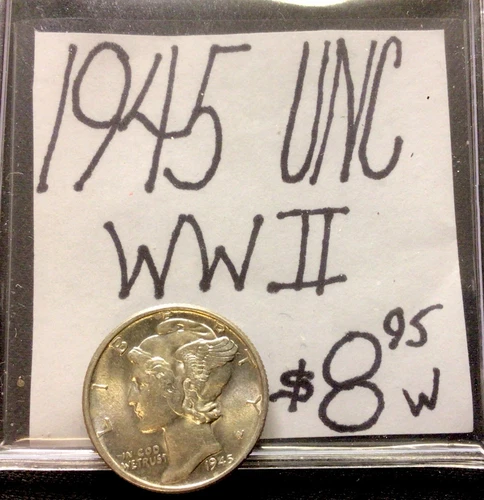 1945 UNC
WW II
$8.95 W
LIBERTY
IN GOD
WE TRUST
1945